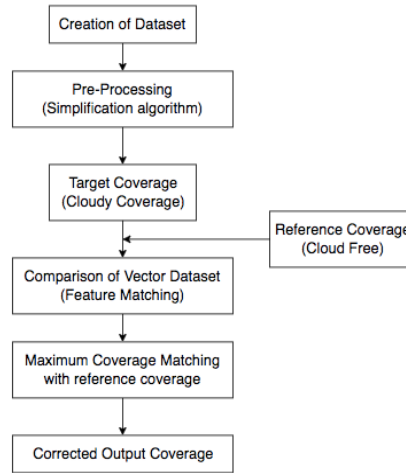 Creation of Dataset
Pre-Processing
(Simplification algorithm)
Target Coverage
(Cloudy Coverage)
Reference Coverage
(Cloud Free)
Comparison of Vector Dataset
(Feature Matching)
Maximum Coverage Matching
with reference coverage
Corrected Output Coverage